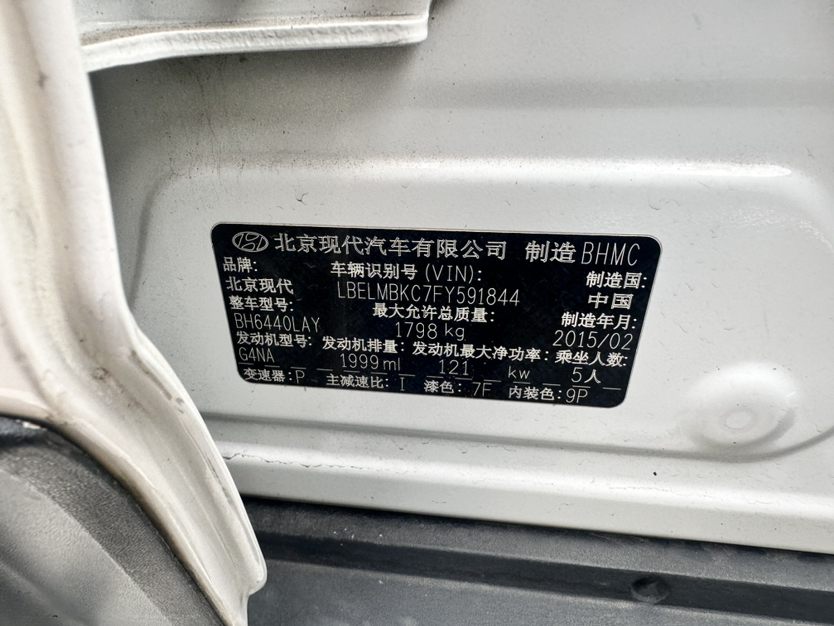 北京现代汽车有限公司 制造 BHMC
品牌: 车辆识别号(VIN): 制造国:
北京现代 LBELMBKC7FY591844 中国
整车型号: 最大允许总质量: 制造年月:
BH6440LAY 1798 kg 2015/02
发动机型号: 发动机排量: 发动机最大净功率: 乘坐人数:
G4NA 1999 ml 121 kw 5人
变速器:P 主减速比:I 漆色:7F 内装色:9P